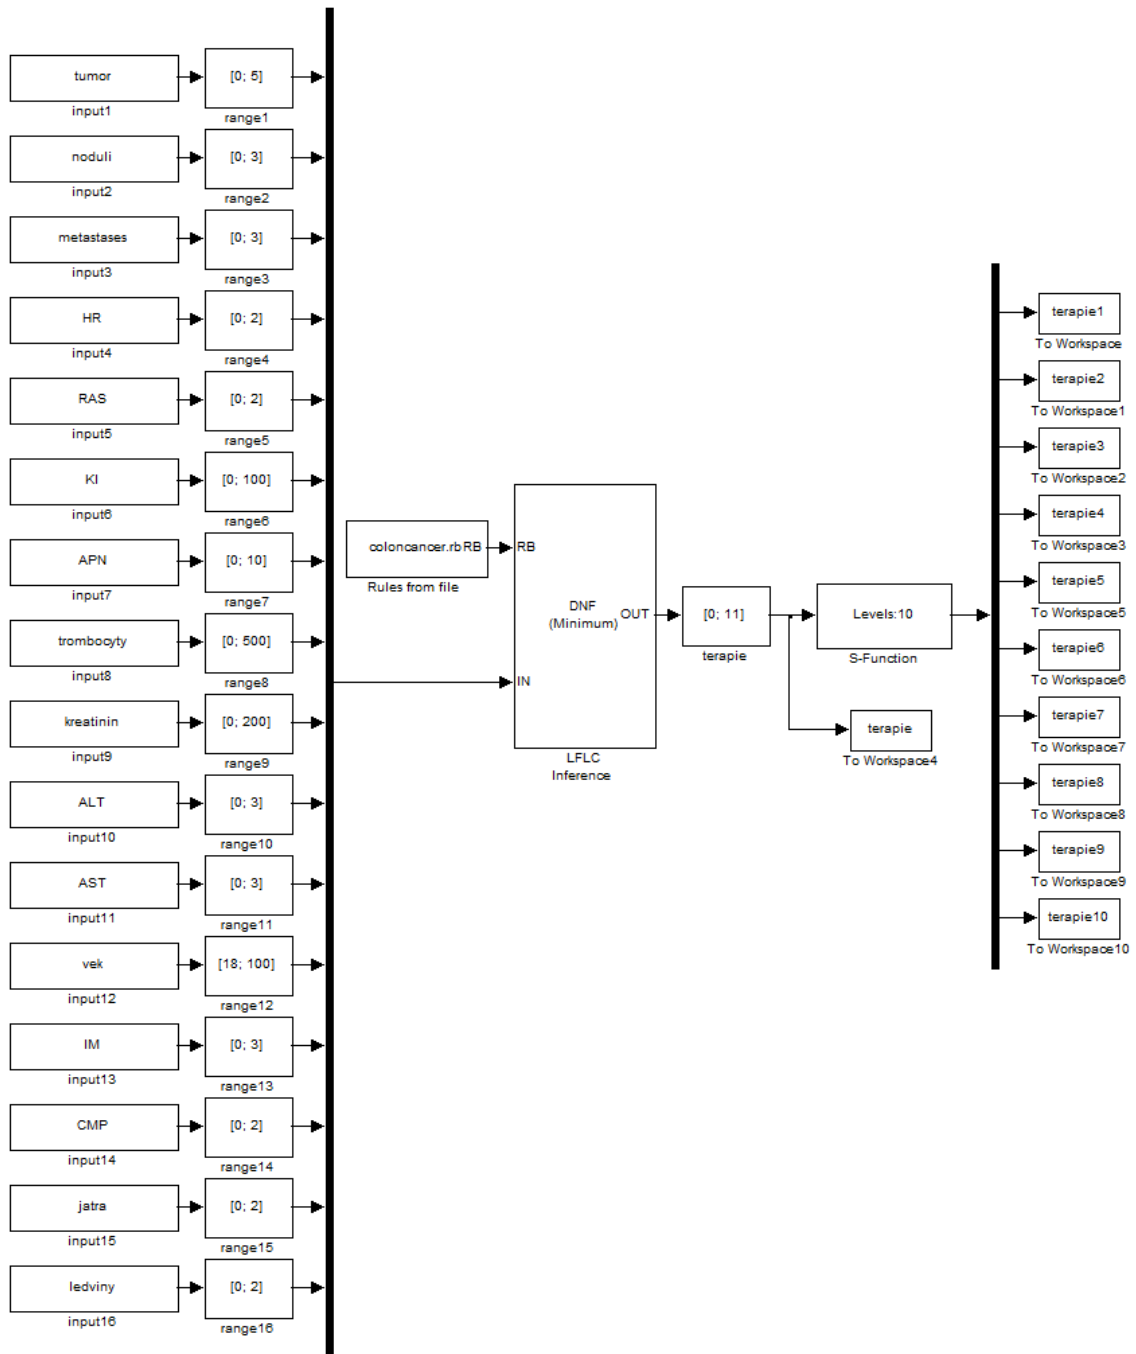 tumor
input1
[0; 5]
range1
noduli
input2
[0; 3]
range2
metastases
input3
[0; 3]
range3
HR
input4
[0; 2]
range4
RAS
input5
[0; 2]
range5
KI
input6
[0; 100]
range6
APN
input7
[0; 10]
range7
trombocyty
input8
[0; 500]
range8
kreatinin
input9
[0; 200]
range9
ALT
input10
[0; 3]
range10
AST
input11
[0; 3]
range11
vek
input12
[18; 100]
range12
IM
input13
[0; 3]
range13
CMP
input14
[0; 2]
range14
jatra
input15
[0; 2]
range15
ledviny
input16
[0; 2]
range16
coloncancer.rbRB
Rules from file
RB
DNF
(Minimum)
OUT
IN
LFLC
Inference
[0; 11]
terapie
Levels:10
S-Function
terapie
To Workspace4
terapie1
To Workspace
terapie2
To Workspace1
terapie3
To Workspace2
terapie4
To Workspace3
terapie5
To Workspace5
terapie6
To Workspace6
terapie7
To Workspace7
terapie8
To Workspace8
terapie9
To Workspace9
terapie10
To Workspace10